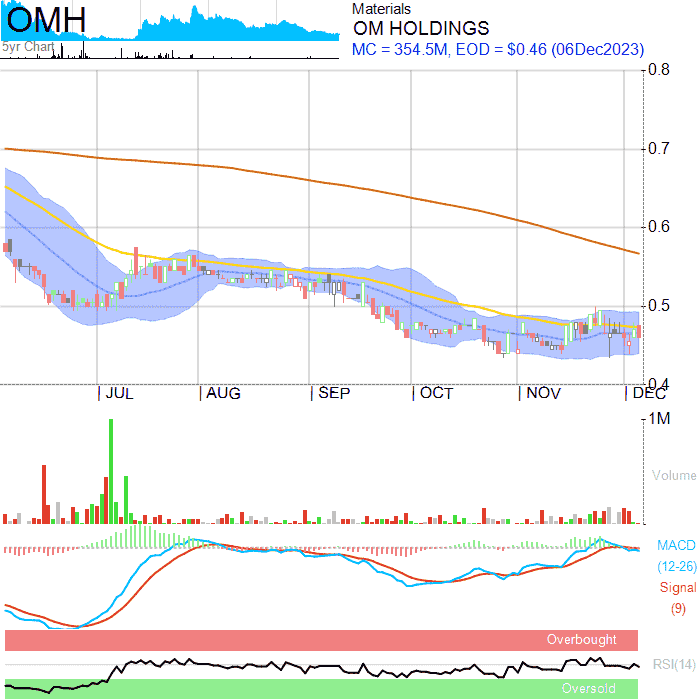 OMH
5yr Chart
Materials
OM HOLDINGS
MC = 354.5M, EOD = $0.46 (06Dec2023)
0.8
0.7
0.6
0.5
0.4
JUL AUG SEP OCT NOV DEC
1M
Volume
MACD
(12-26)
Signal
(9)
Overbought
RSI(14)
Oversold